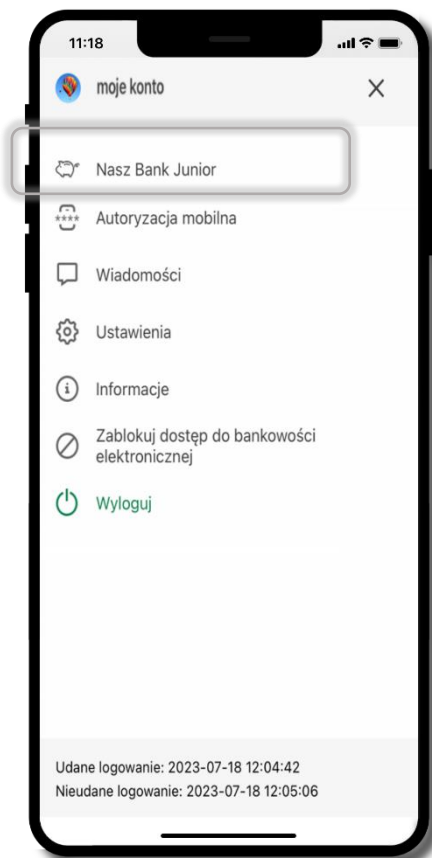 11:18
moje konto
Nasz Bank Junior
Autoryzacja mobilna
Wiadomości
Ustawienia
Informacje
Zablokuj dostęp do bankowości
elektronicznej
Wyloguj
Udane logowanie: 2023-07-18 12:04:42
Nieudane logowanie: 2023-07-18 12:05:06